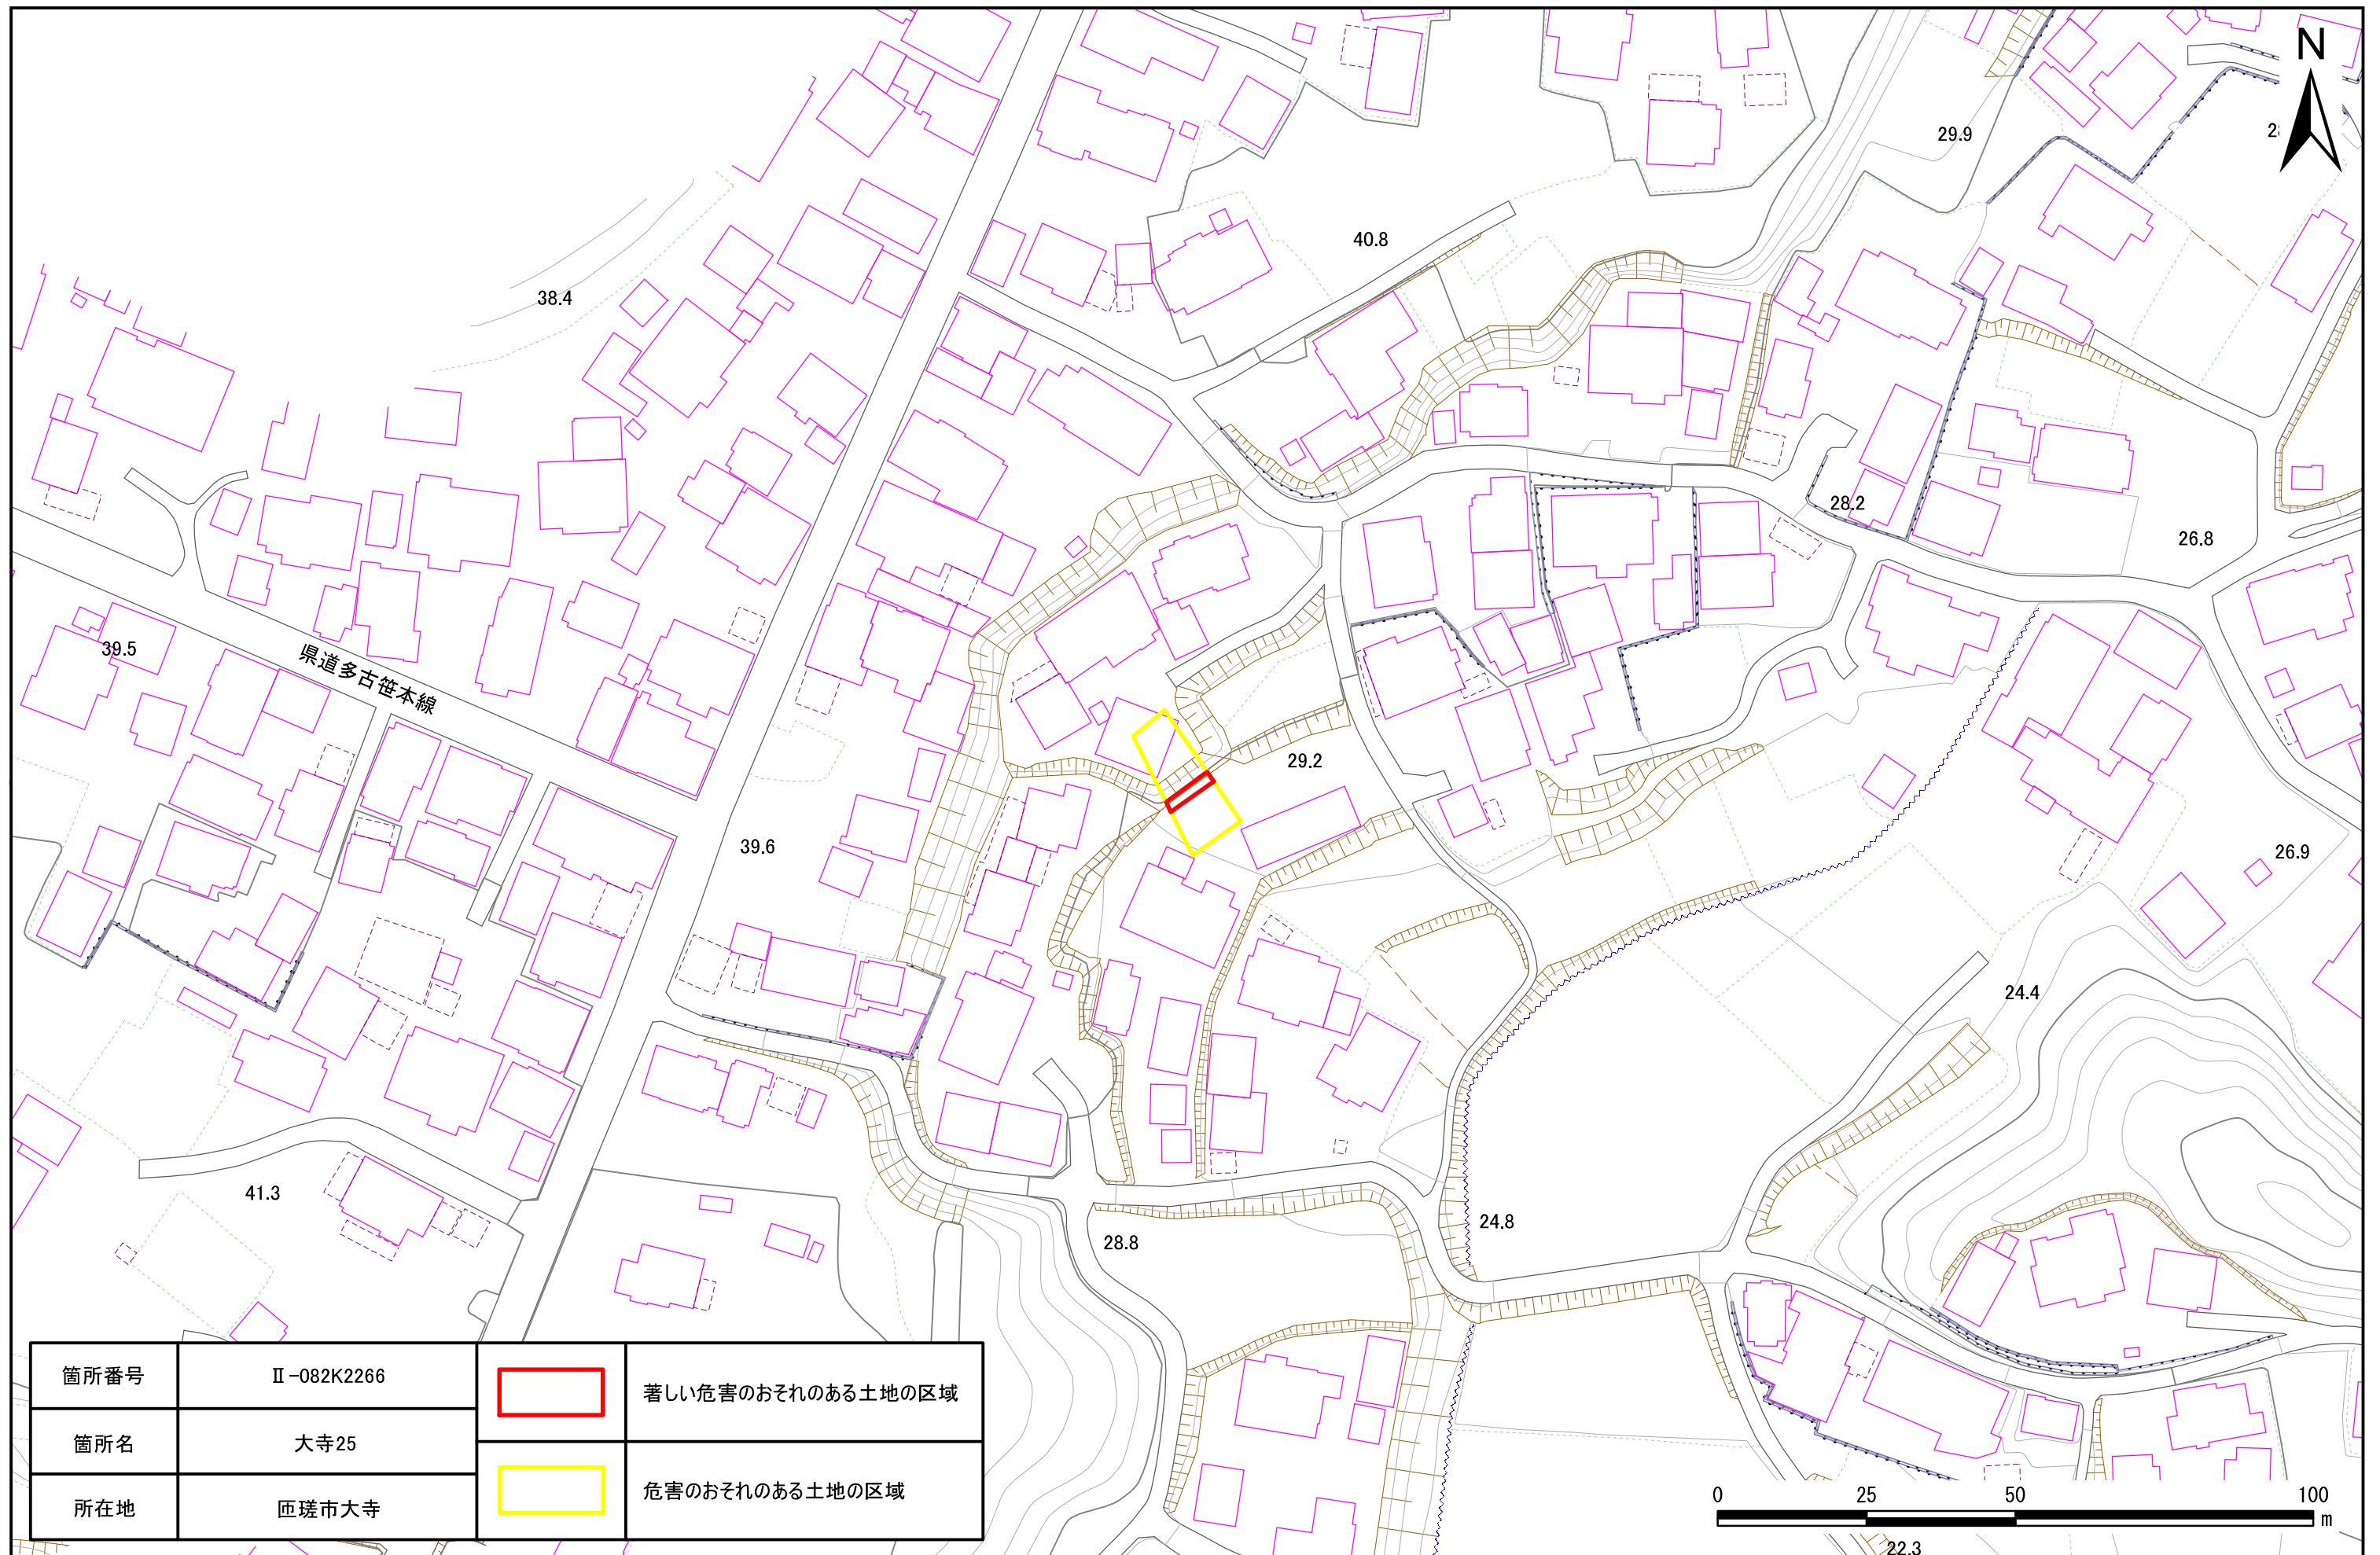 N
29.9
40.8
38.4
28.2
26.8
39.5
県道多古笹本線
29.2
39.6
26.9
24.4
41.3
24.8
28.8
箇所番号 Ⅱ-082K2266
箇所名 大寺25
所在地 匝瑳市大寺
著しい危害のおそれのある土地の区域
危害のおそれのある土地の区域
0 25 50 100
m
22.3